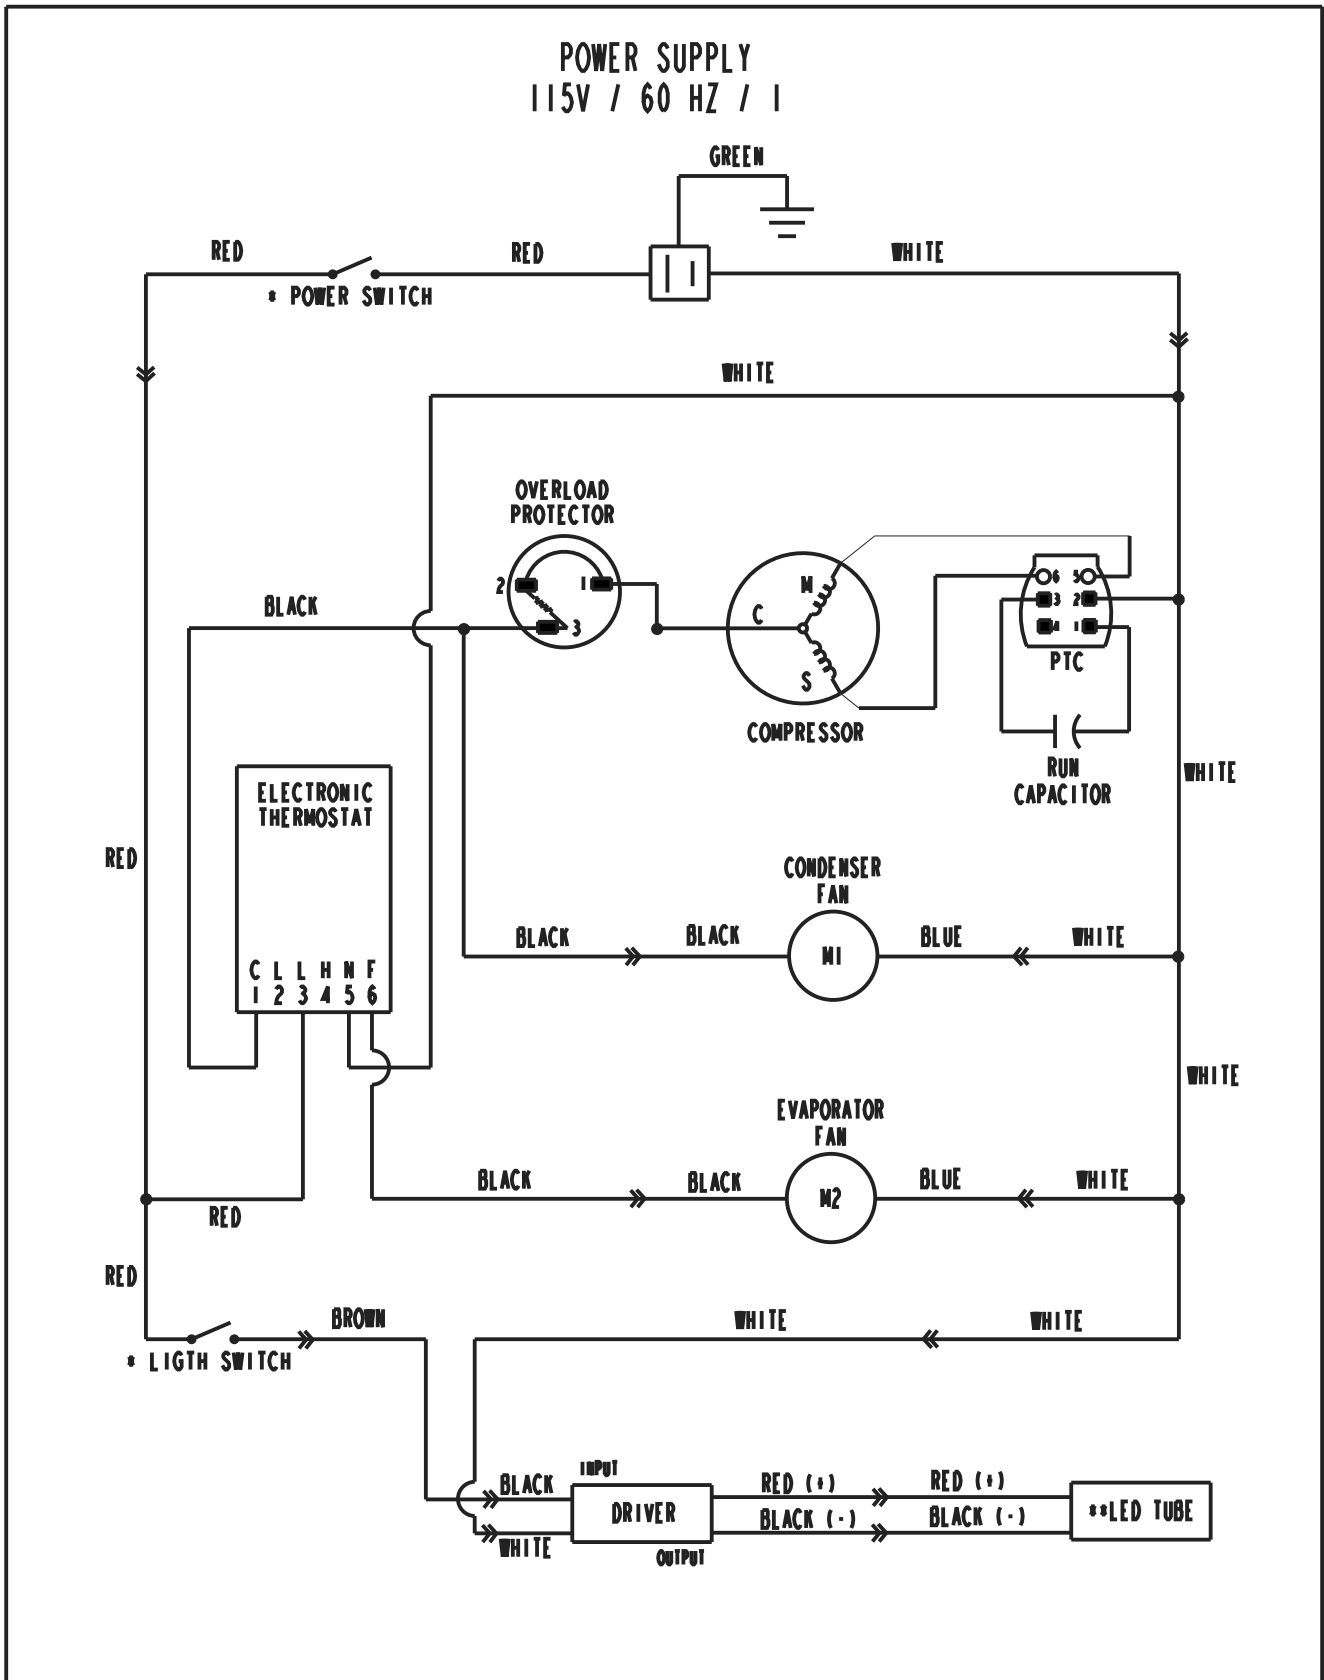 POWER SUPPLY
115V / 60 HZ / 1
GREEN
RED
RED
WHITE
* POWER SWITCH
WHITE
OVERLOAD
PROTECTOR
2
1
3
BLACK
M
C
S
COMPRESSOR
6 5
3 2
4 1
PTC
RUN
CAPACITOR
WHITE
ELECTRONIC
THERMOSTAT
C L L H N F
1 2 3 4 5 6
RED
CONDENSER
FAN
BLACK
BLACK
M1
BLUE
WHITE
WHITE
EVAPORATOR
FAN
BLACK
BLACK
M2
BLUE
WHITE
RED
RED
BROWN
WHITE
WHITE
* LIGTH SWITCH
INPUT
BLACK
DRIVER
RED (+)
RED (+)
BLACK (-)
BLACK (-)
**LED TUBE
WHITE
OUTPUT